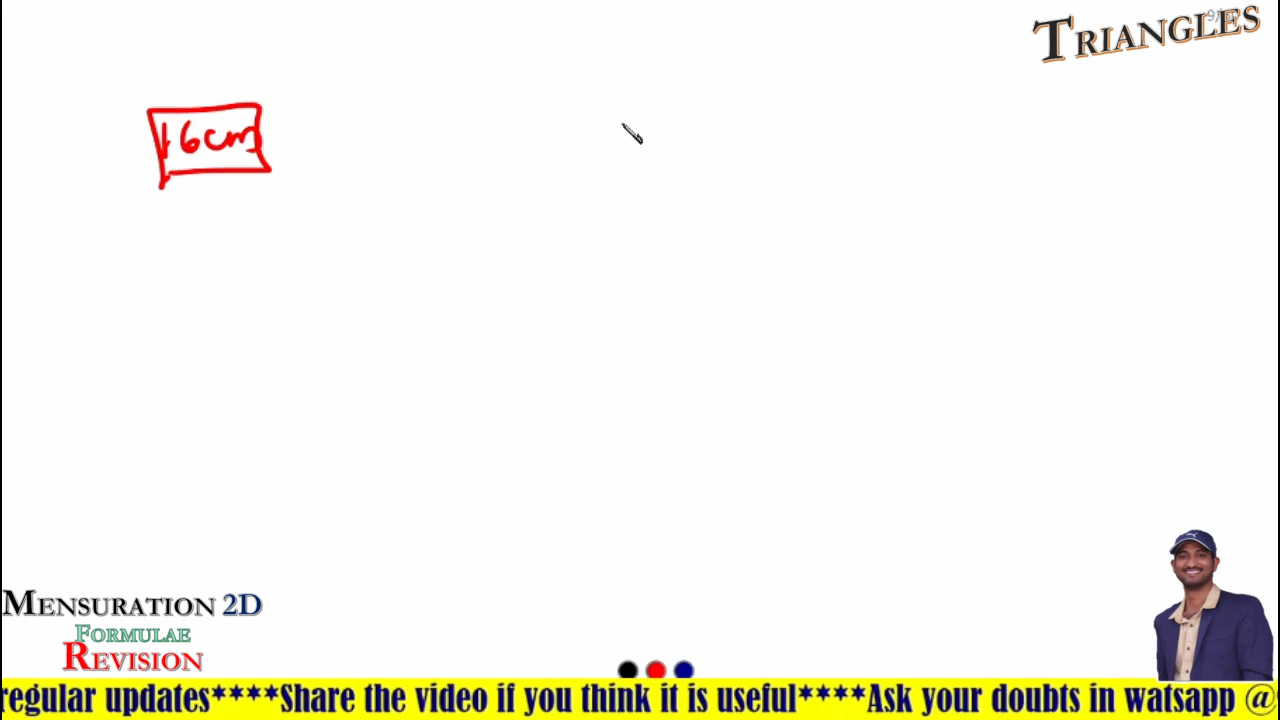 TRIANGLES
16cm
MENSURATION 2D
FORMULAE
REVISION
regular updates****Share the video if you think it is useful****Ask your doubts in watsapp @